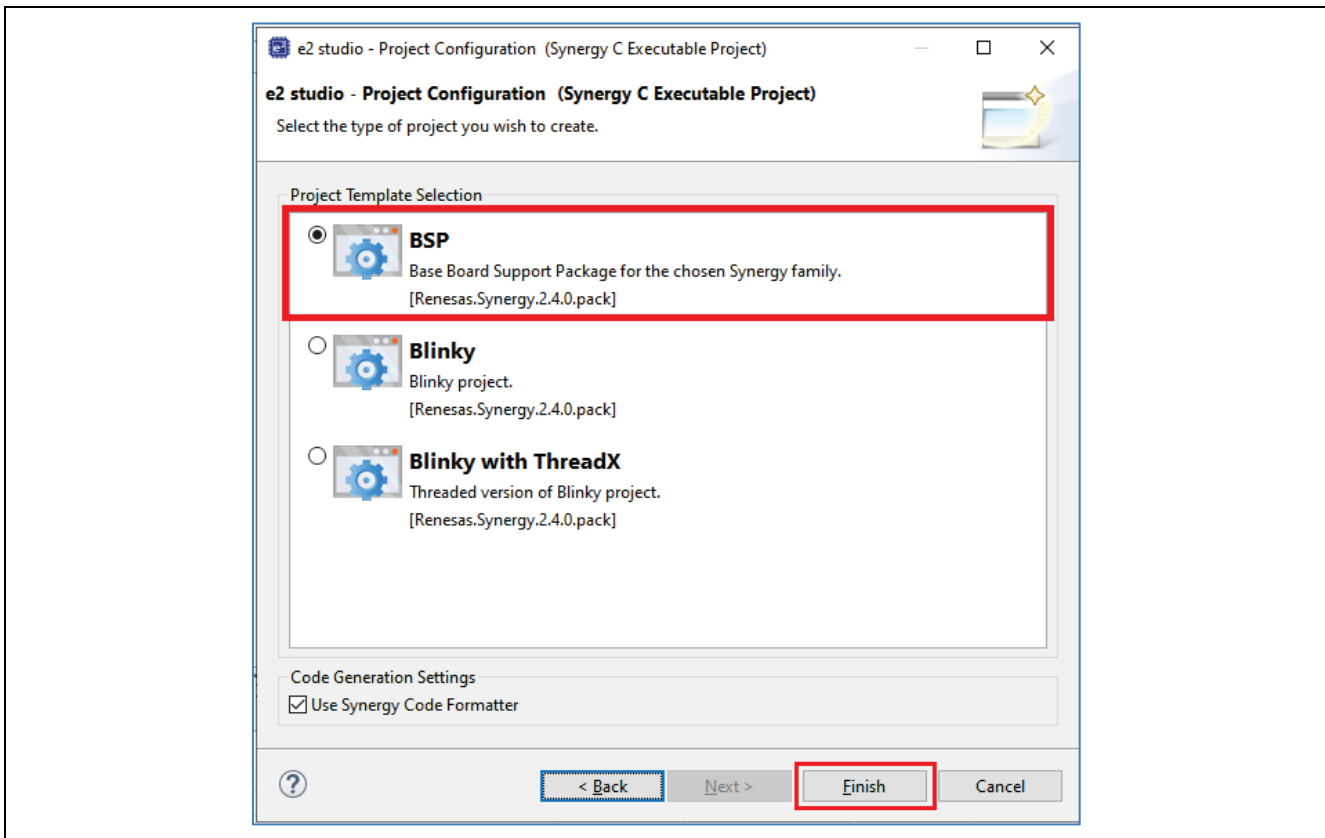 e2 studio - Project Configuration  (Synergy C Executable Project)
e2 studio - Project Configuration  (Synergy C Executable Project)
Select the type of project you wish to create.
Project Template Selection
BSP
Base Board Support Package for the chosen Synergy family.
[Renesas.Synergy.2.4.0.pack]
Blinky
Blinky project.
[Renesas.Synergy.2.4.0.pack]
Blinky with ThreadX
Threaded version of Blinky project.
[Renesas.Synergy.2.4.0.pack]
Code Generation Settings
Use Synergy Code Formatter
? < Back Next > Finish Cancel